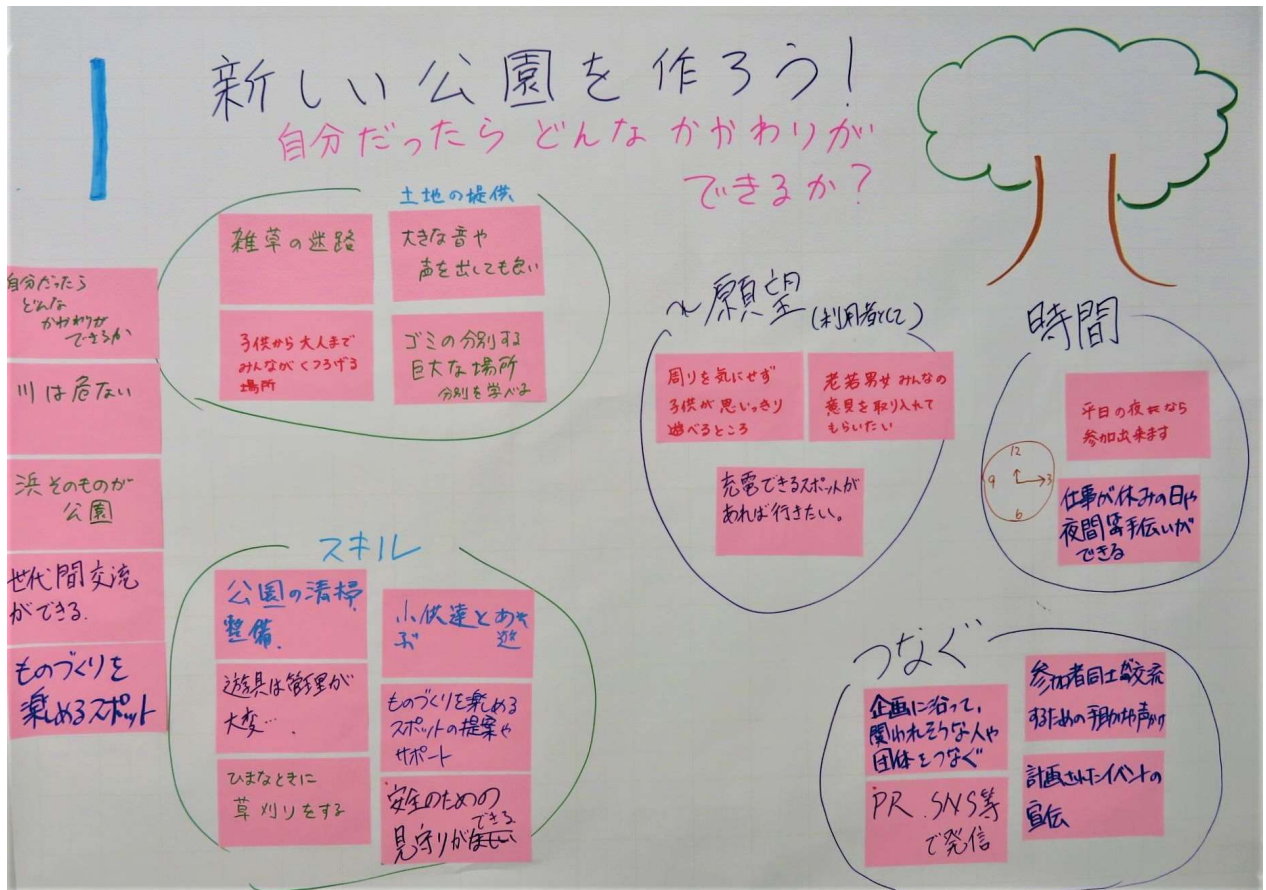 1
新しい公園を作ろう!
自分だったら どんな かかわりが
できるか?
自分だったら
どんな
かかわりが
できるか
川は危ない
浜そのものが
公園
世代間交流
ができる.
ものづくりを
楽しめるスポット
土地の提供
雑草の迷路
大きな音や
声を出しても良い
子供から大人まで
みんながくつろげる
場所
ゴミの分別する
巨大な場所
分別を学べる
スキル
公園の清掃
整備
小供達と
ぶ 遊
遊具は管理が
大変…
ものづくりを楽しめる
スポットの提案や
サポート
ひまなときに
草刈りをする
安全のための
できる
見守りがほしい
〜願望(利用者として)
周りを気にせず
子供が思いっきり
遊べるところ
老若男女みんなの
意見を取り入れて
もらいたい
充電できるスポットが
あれば行きたい。
時間
平日の夜なら
参加出来ます
12
9
3
6
仕事が休みの日や
夜間等手伝いが
できる
つなぐ
企画に沿って、
関われそうな人や
団体をつなぐ
参加者同士が交流
するための手助けや声かけ
PR.SNS等
で発信
計画されたイベントの
宣伝